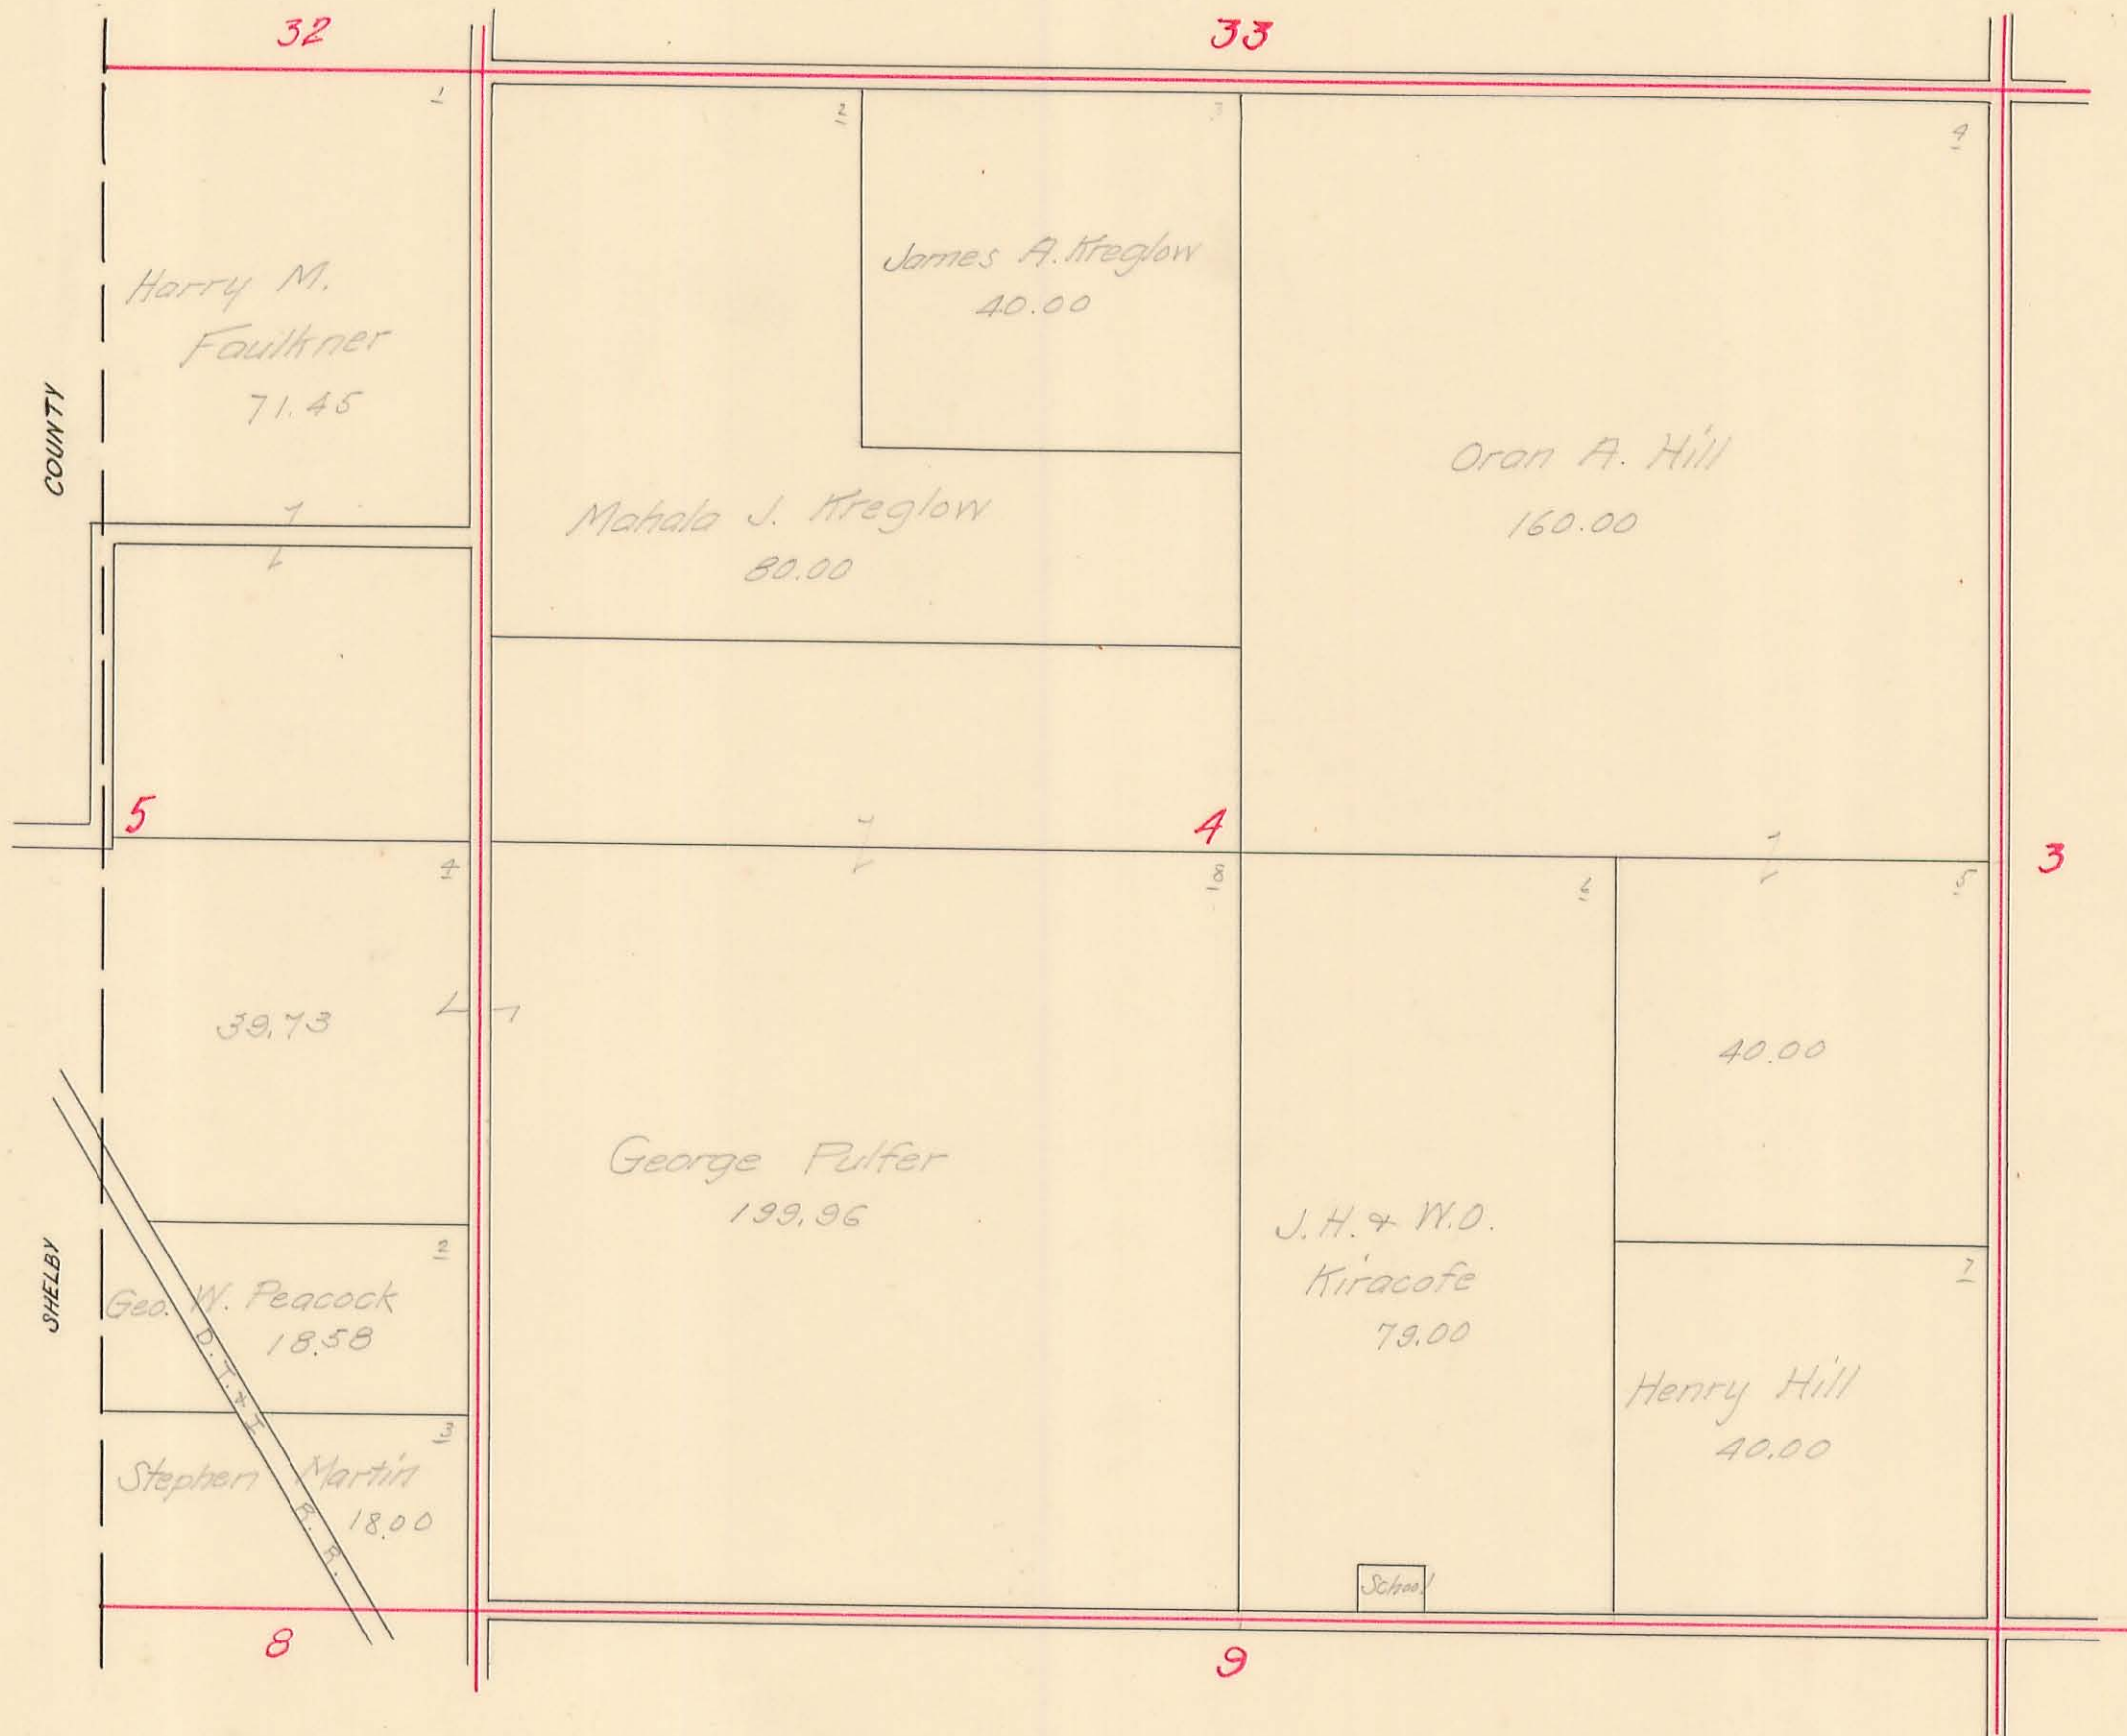 32
33
1
2
3
4
Harry M.
Faulkner
71.45
James A. Kreglow
40.00
Oran A. Hill
160.00
COUNTY
Mahala J. Kreglow
80.00
5
4
3
4
8
6
5
39.73
40.00
George Pulfer
199.96
J.H. & W.O.
Kiracofe
79.00
SHELBY
2
Geo. W. Peacock
18.58
7
Henry Hill
40.00
D. T. & I. R. R.
3
Stephen Martin
18.00
School
8
9